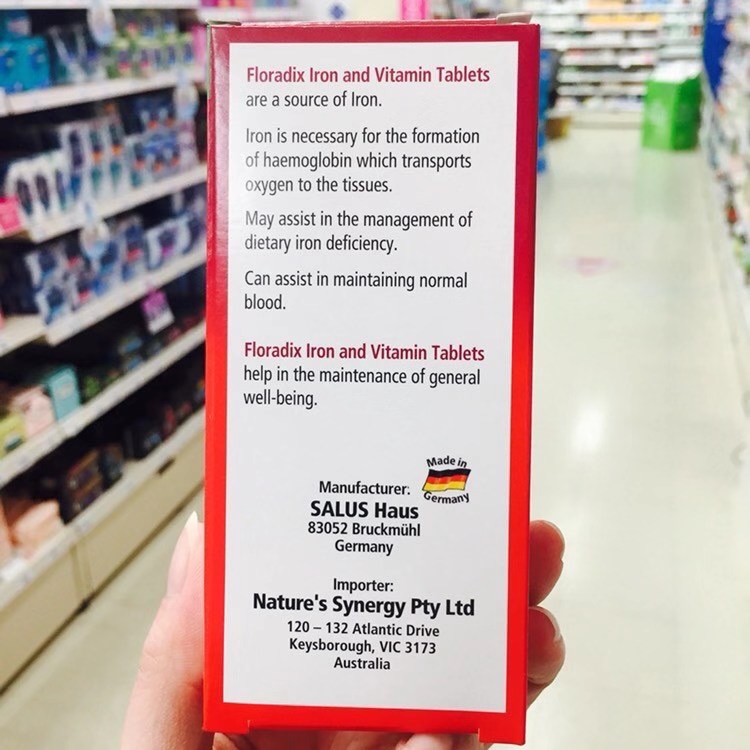 Floradix Iron and Vitamin Tablets
are a source of Iron.
Iron is necessary for the formation
of haemoglobin which transports
oxygen to the tissues.
May assist in the management of
dietary iron deficiency.
Can assist in maintaining normal
blood.
Floradix Iron and Vitamin Tablets
help in the maintenance of general
well-being.
Made in
Germany
Manufacturer:
SALUS Haus
83052 Bruckmühl
Germany
Importer:
Nature's Synergy Pty Ltd
120 – 132 Atlantic Drive
Keysborough, VIC 3173
Australia